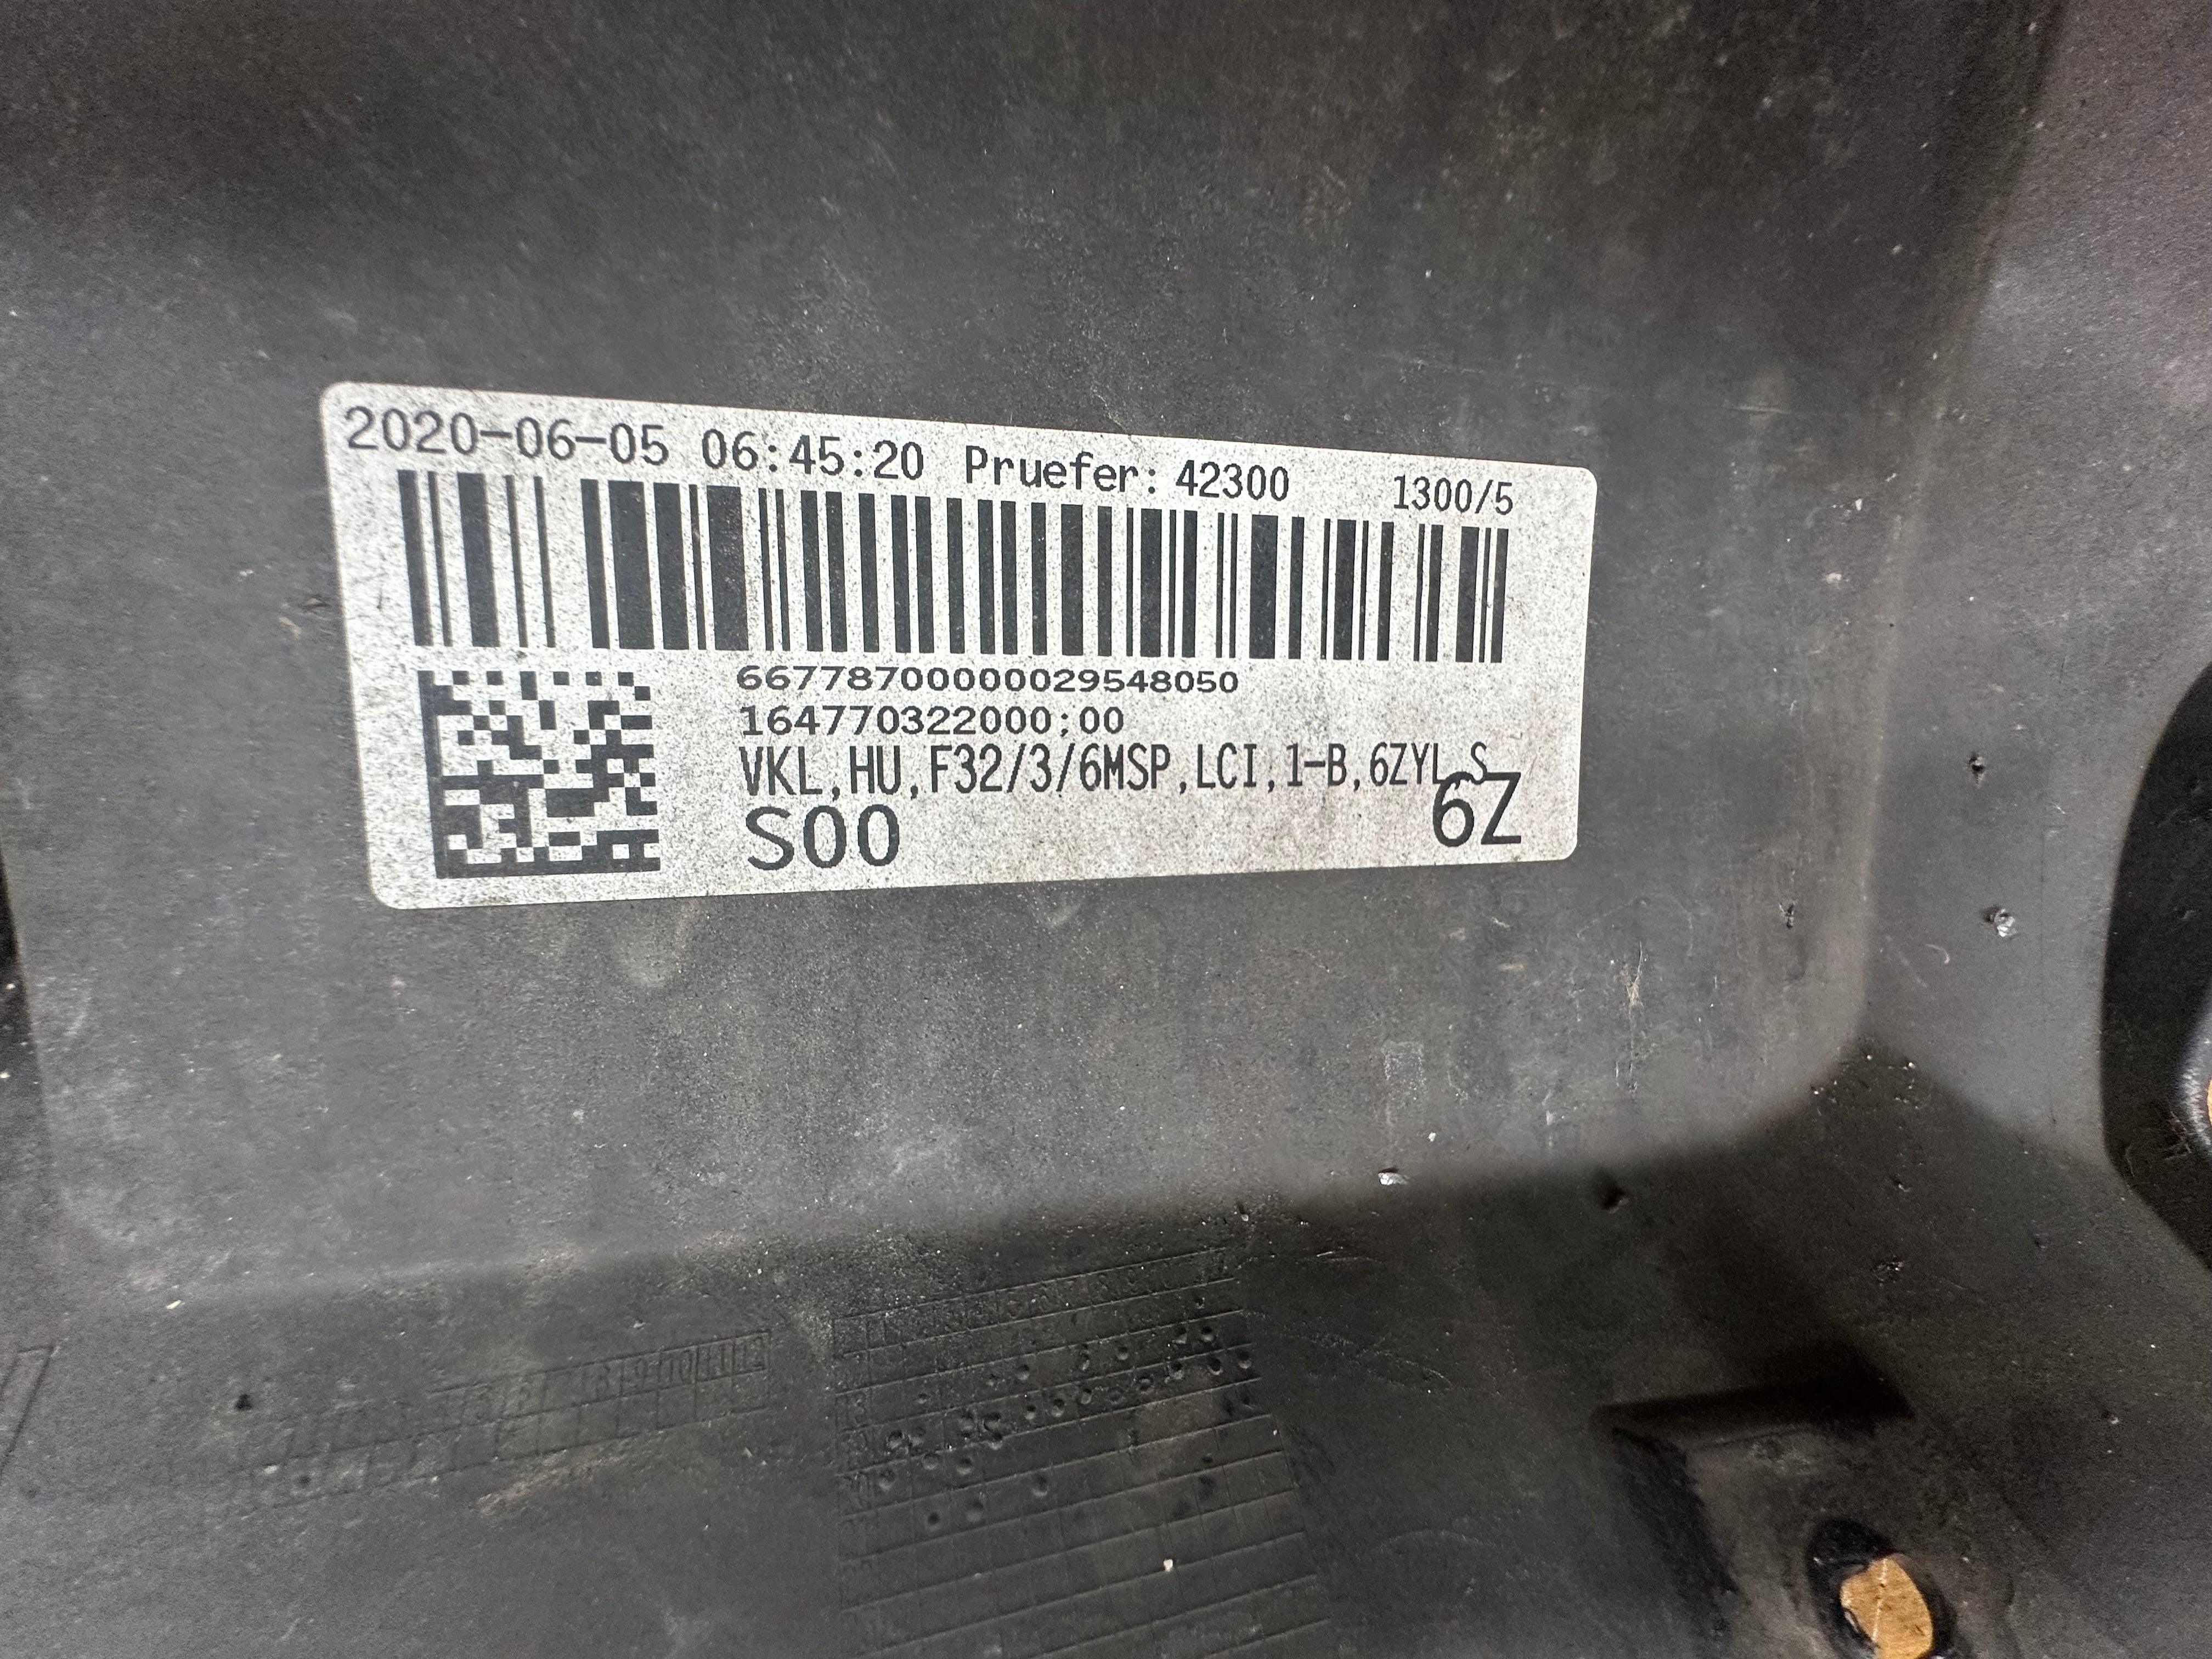 2020-06-05 06:45:20 Pruefer: 42300 1300/5
66778700000029548050
164770322000;00
VKL,HU,F32/3/6MSP,LCI,1-B,6ZYL,S
S00 6Z